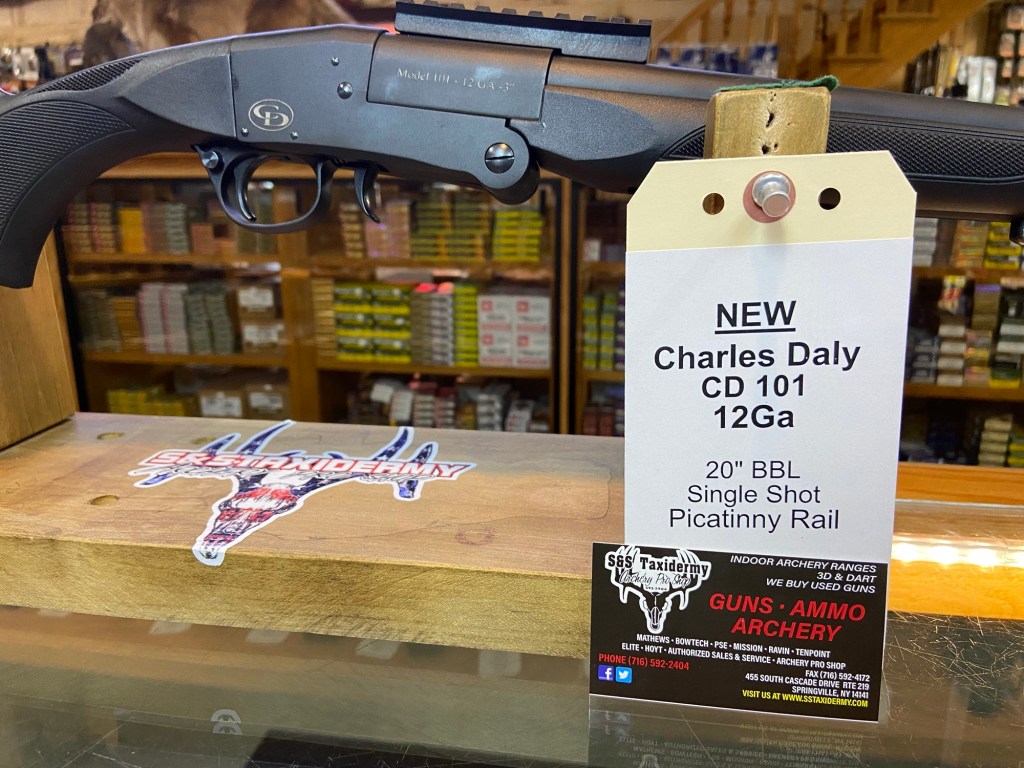 Model 101 - 12 GA - 3"
CD
NEW
Charles Daly
CD 101
12Ga
20" BBL
Single Shot
Picatinny Rail
S&S TAXIDERMY
S&S Taxidermy
Archery Pro Shop
INDOOR ARCHERY RANGES
3D & DART
WE BUY USED GUNS
GUNS · AMMO
ARCHERY
MATHEWS • BOWTECH • PSE • MISSION • RAVIN • TENPOINT
ELITE • HOYT • AUTHORIZED SALES & SERVICE • ARCHERY PRO SHOP
PHONE (716) 592-2404
FAX (716) 592-4172
455 SOUTH CASCADE DRIVE RTE 219
SPRINGVILLE, NY 14141
VISIT US AT WWW.SSTAXIDERMY.COM